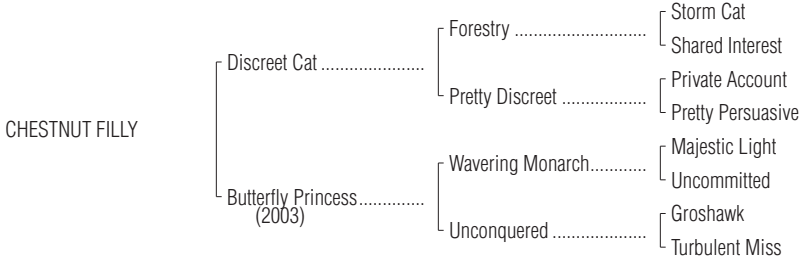 Storm Cat
Forestry ............................
Shared Interest
Discreet Cat ......................
Private Account
Pretty Discreet ..................
Pretty Persuasive
CHESTNUT FILLY
Majestic Light
Wavering Monarch............
Uncommitted
Butterfly Princess..............
(2003)
Groshawk
Unconquered ....................
Turbulent Miss